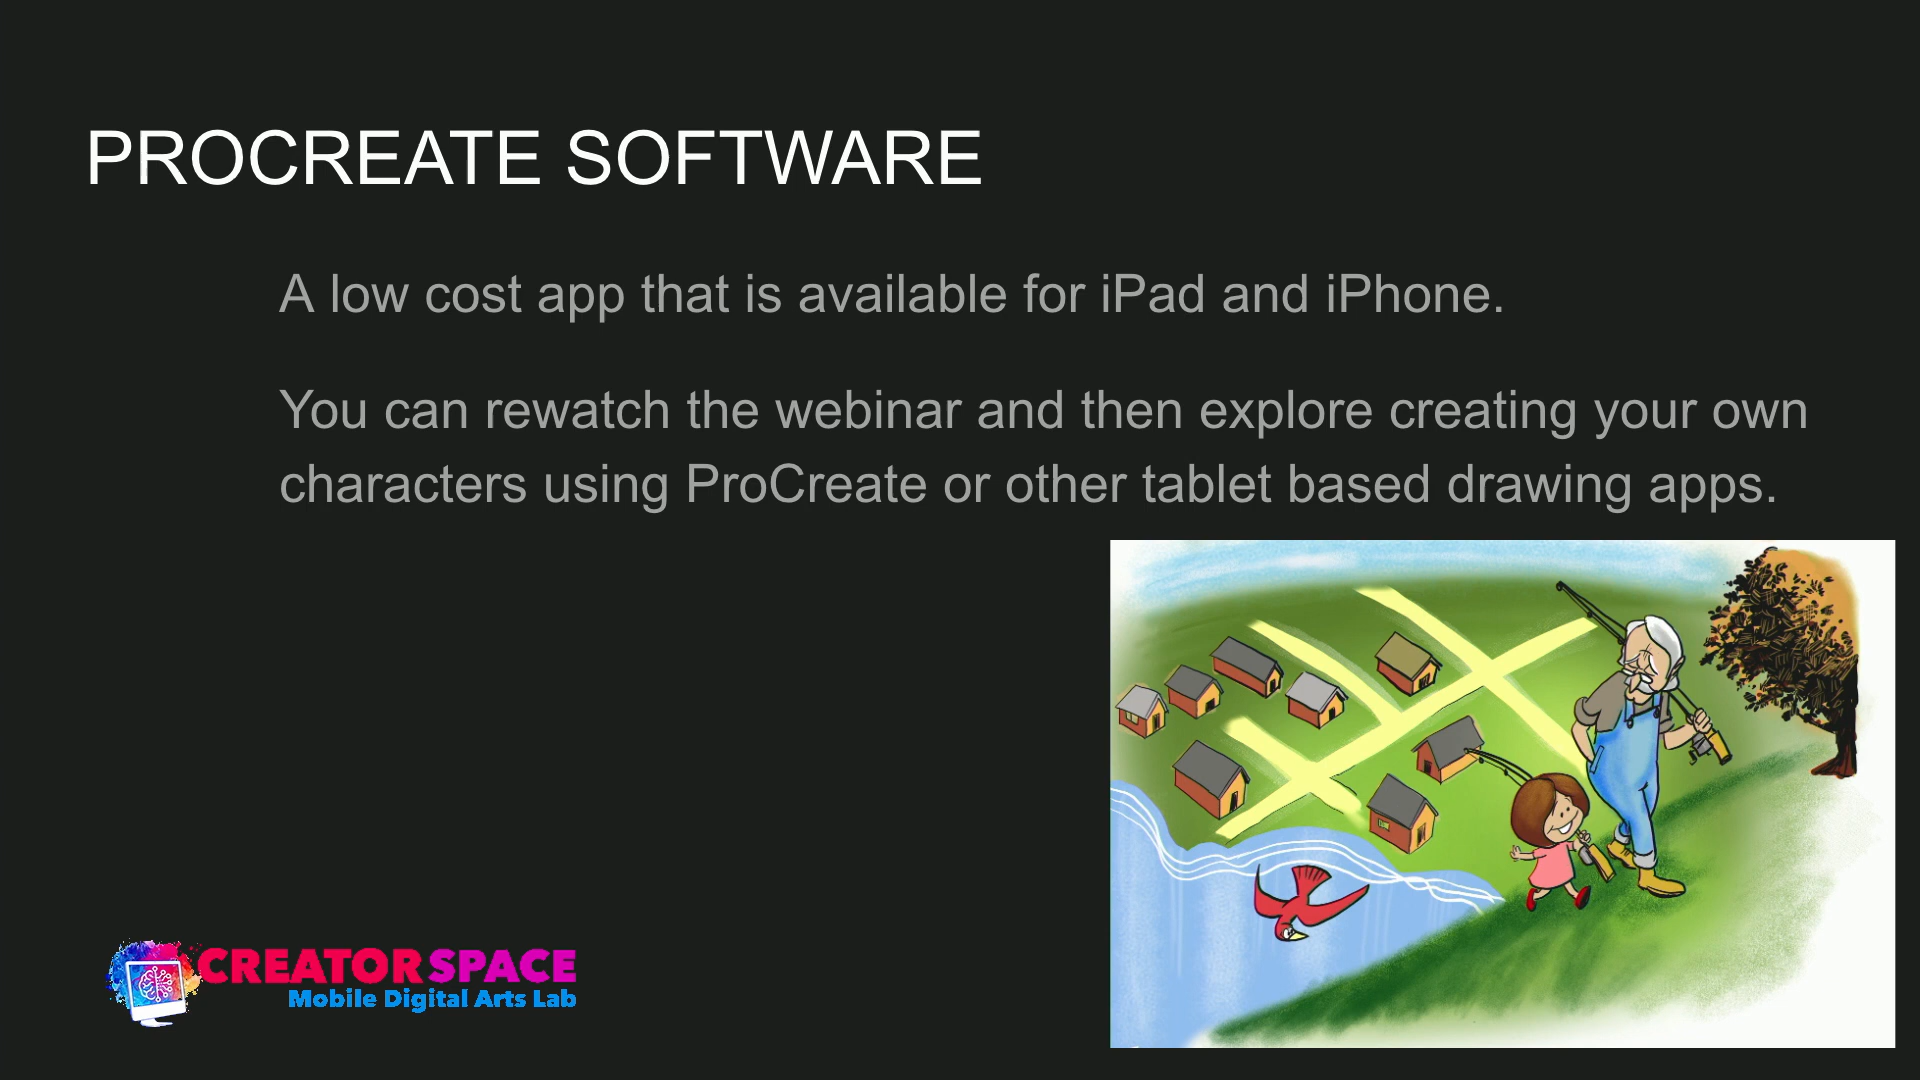 PROCREATE SOFTWARE
A low cost app that is available for iPad and iPhone.
You can rewatch the webinar and then explore creating your own
characters using ProCreate or other tablet based drawing apps.
CREATORSPACE
Mobile Digital Arts Lab